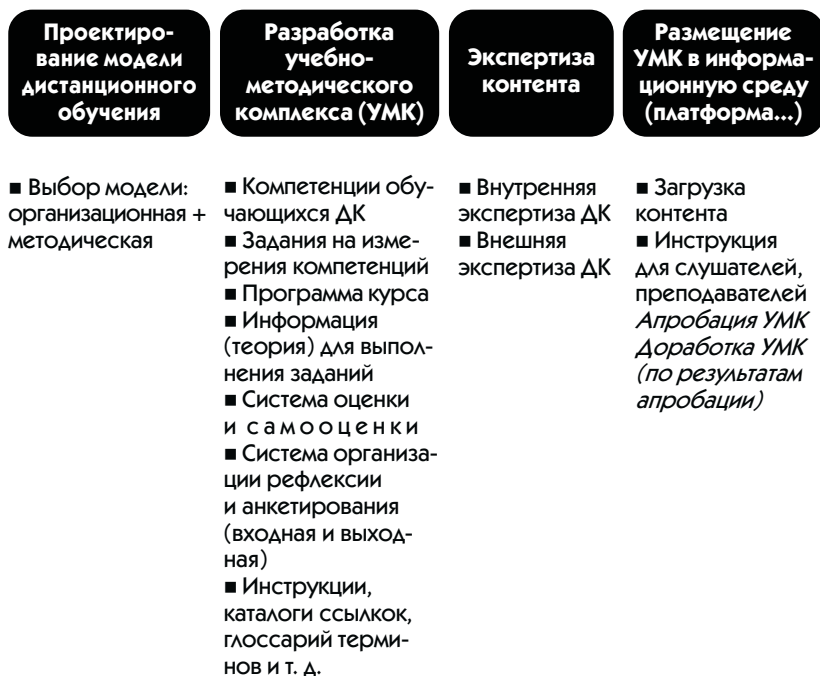 Проектиро-
вание модели
дистанционного
обучения
Разработка
учебно-
методического
комплекса (УМК)
Экспертиза
контента
Размещение
УМК в информа-
ционную среду
(платформа...)
■ Выбор модели:
организационная +
методическая
■ Компетенции обу-
чающихся ДК
■ Задания на изме-
рения компетенций
■ Программа курса
■ Информация
(теория) для выпол-
нения заданий
■ Система оценки
и с а м о о ц е н к и
■ Система организа-
ции рефлексии
и анкетирования
(входная и выход-
ная)
■ Инструкции,
каталоги ссылкок,
глоссарий терми-
нов и т. д.
■ Внутренняя
экспертиза ДК
■ Внешняя
экспертиза ДК
■ Загрузка
контента
■ Инструкция
для слушателей,
преподавателей
Апробация УМК
Доработка УМК
(по результатам
апробации)